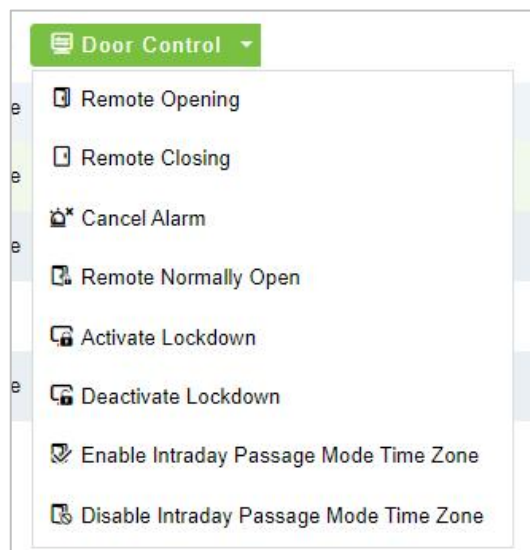 Door Control
Remote Opening
e
Remote Closing
e
Cancel Alarm
e
Remote Normally Open
Activate Lockdown
e
Deactivate Lockdown
Enable Intraday Passage Mode Time Zone
Disable Intraday Passage Mode Time Zone